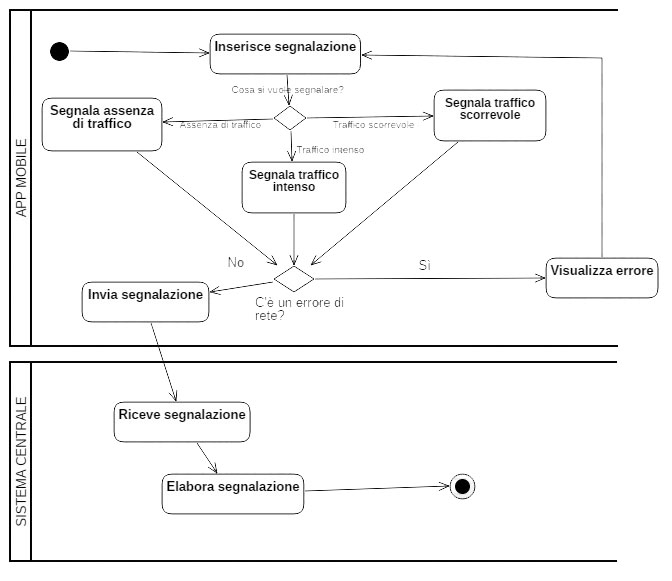 APP MOBILE
Inserisce segnalazione
Cosa si vuole segnalare?
Segnala assenza
di traffico
Assenza di traffico
Traffico scorrevole
Segnala traffico
scorrevole
Traffico intenso
Segnala traffico
intenso
No
Sì
Visualizza errore
Invia segnalazione
C'è un errore di
rete?
SISTEMA CENTRALE
Riceve segnalazione
Elabora segnalazione